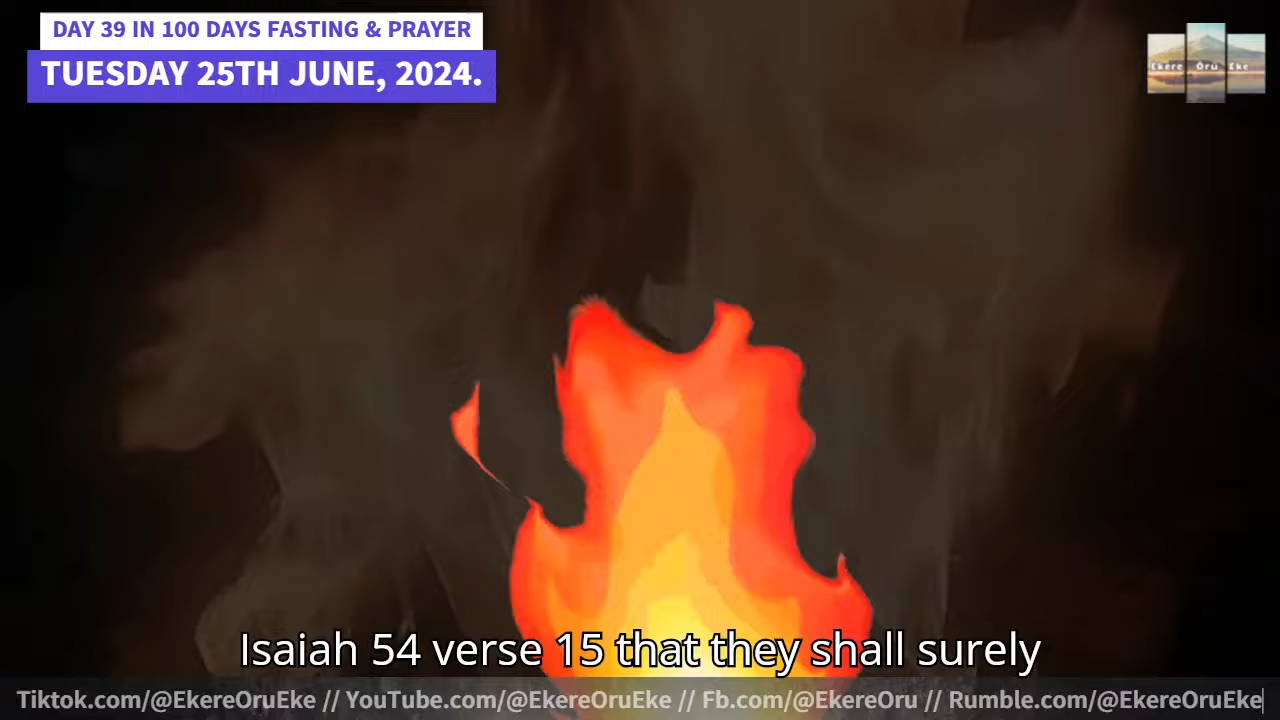 DAY 39 IN 100 DAYS FASTING & PRAYER
TUESDAY 25TH JUNE, 2024.
Ekere Oru Eke
Isaiah 54 verse 15 that they shall surely
Tiktok.com/@EkereOruEke // YouTube.com/@EkereOruEke // Fb.com/@EkereOru // Rumble.com/@EkereOruEke